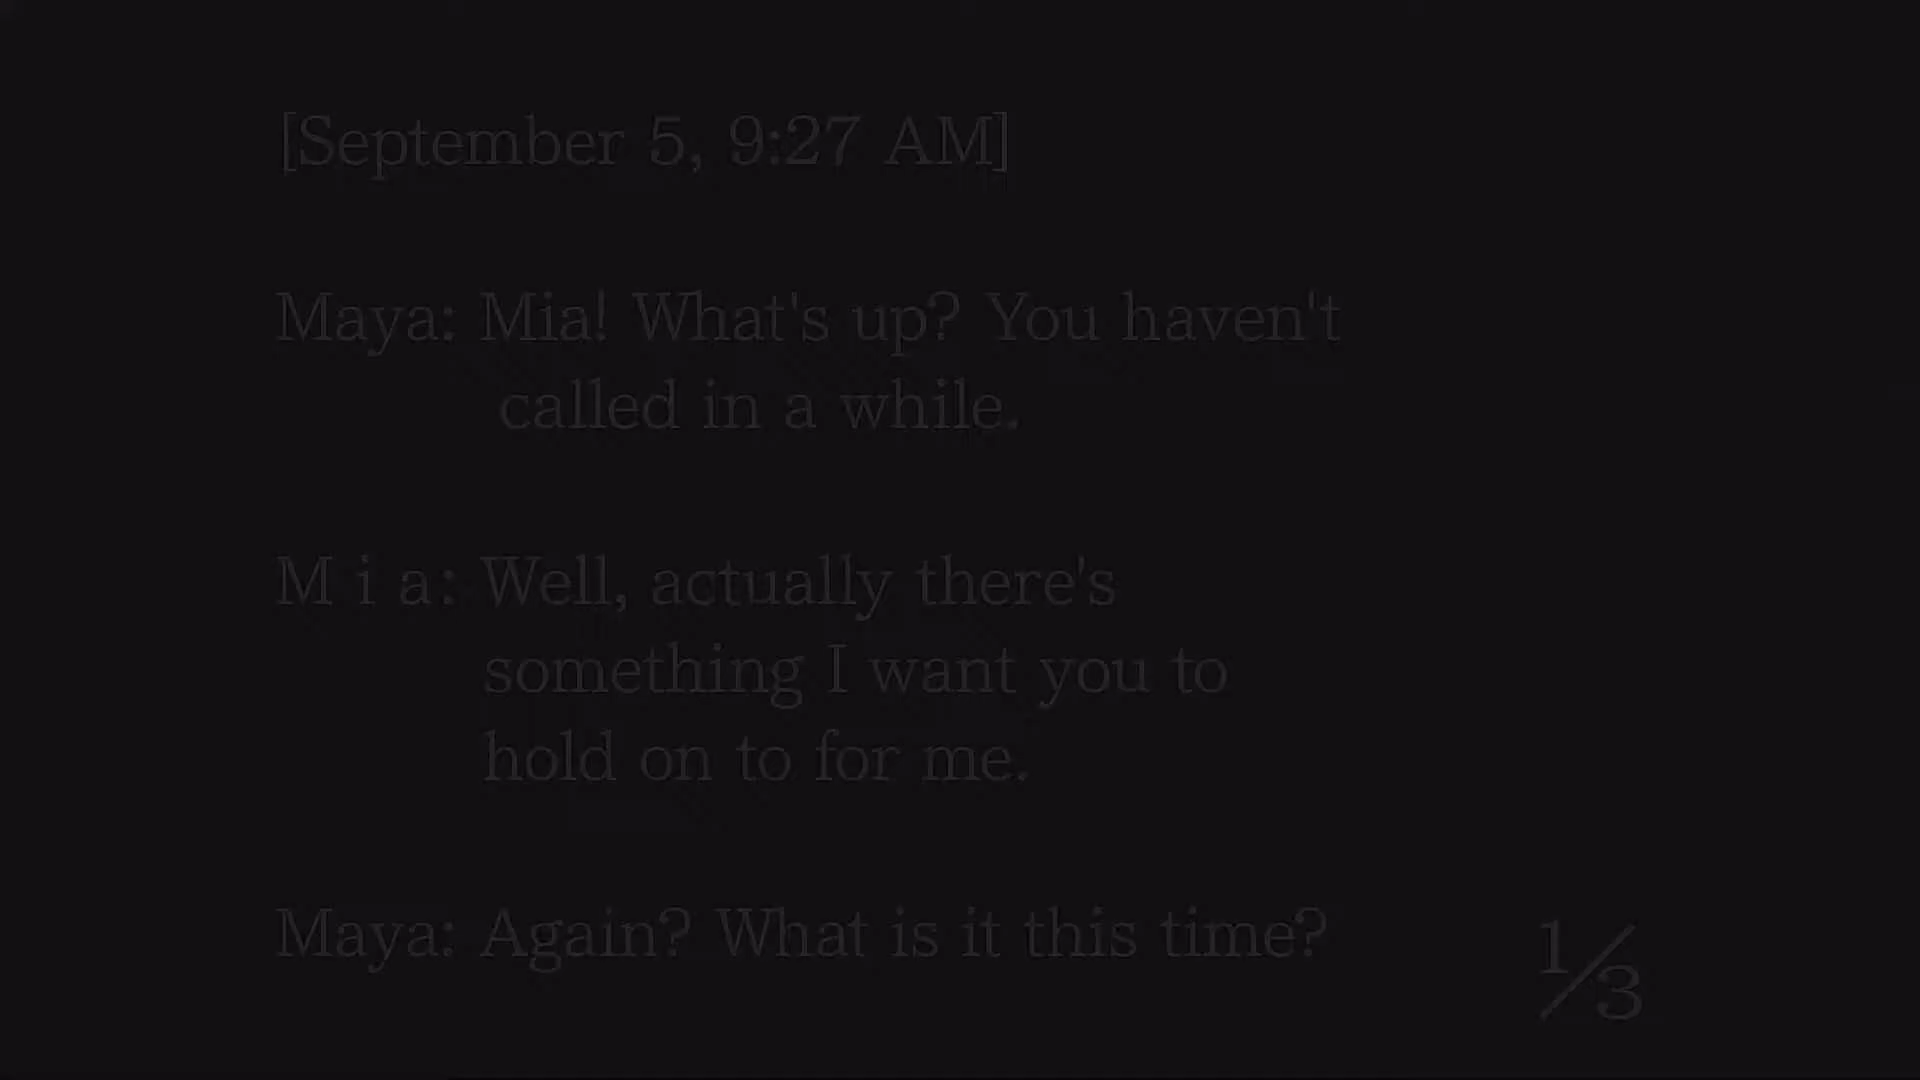 [September 5, 9:27 AM]
Maya: Mia! What's up? You haven't
called in a while.
M i a: Well, actually there's
something I want you to
hold on to for me.
Maya: Again? What is it this time?
1/3